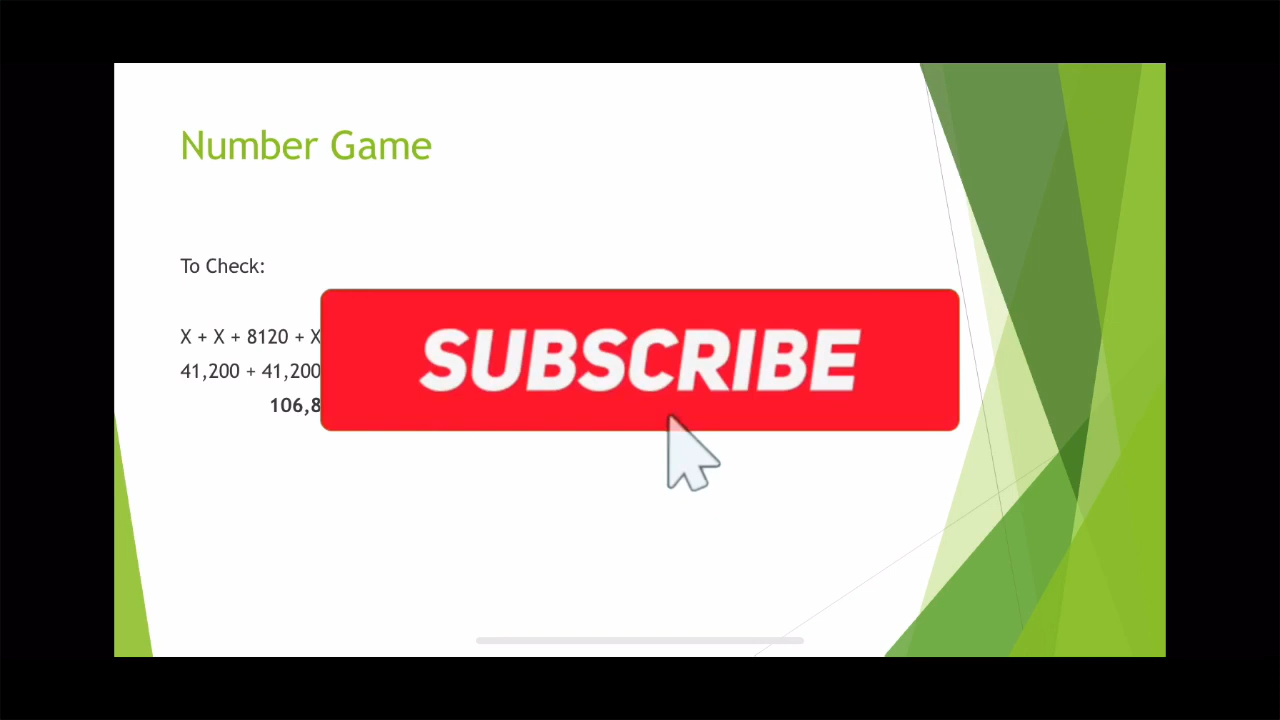 Number Game
To Check:
X + X + 8120 + X
41,200 + 41,200
106,8
SUBSCRIBE